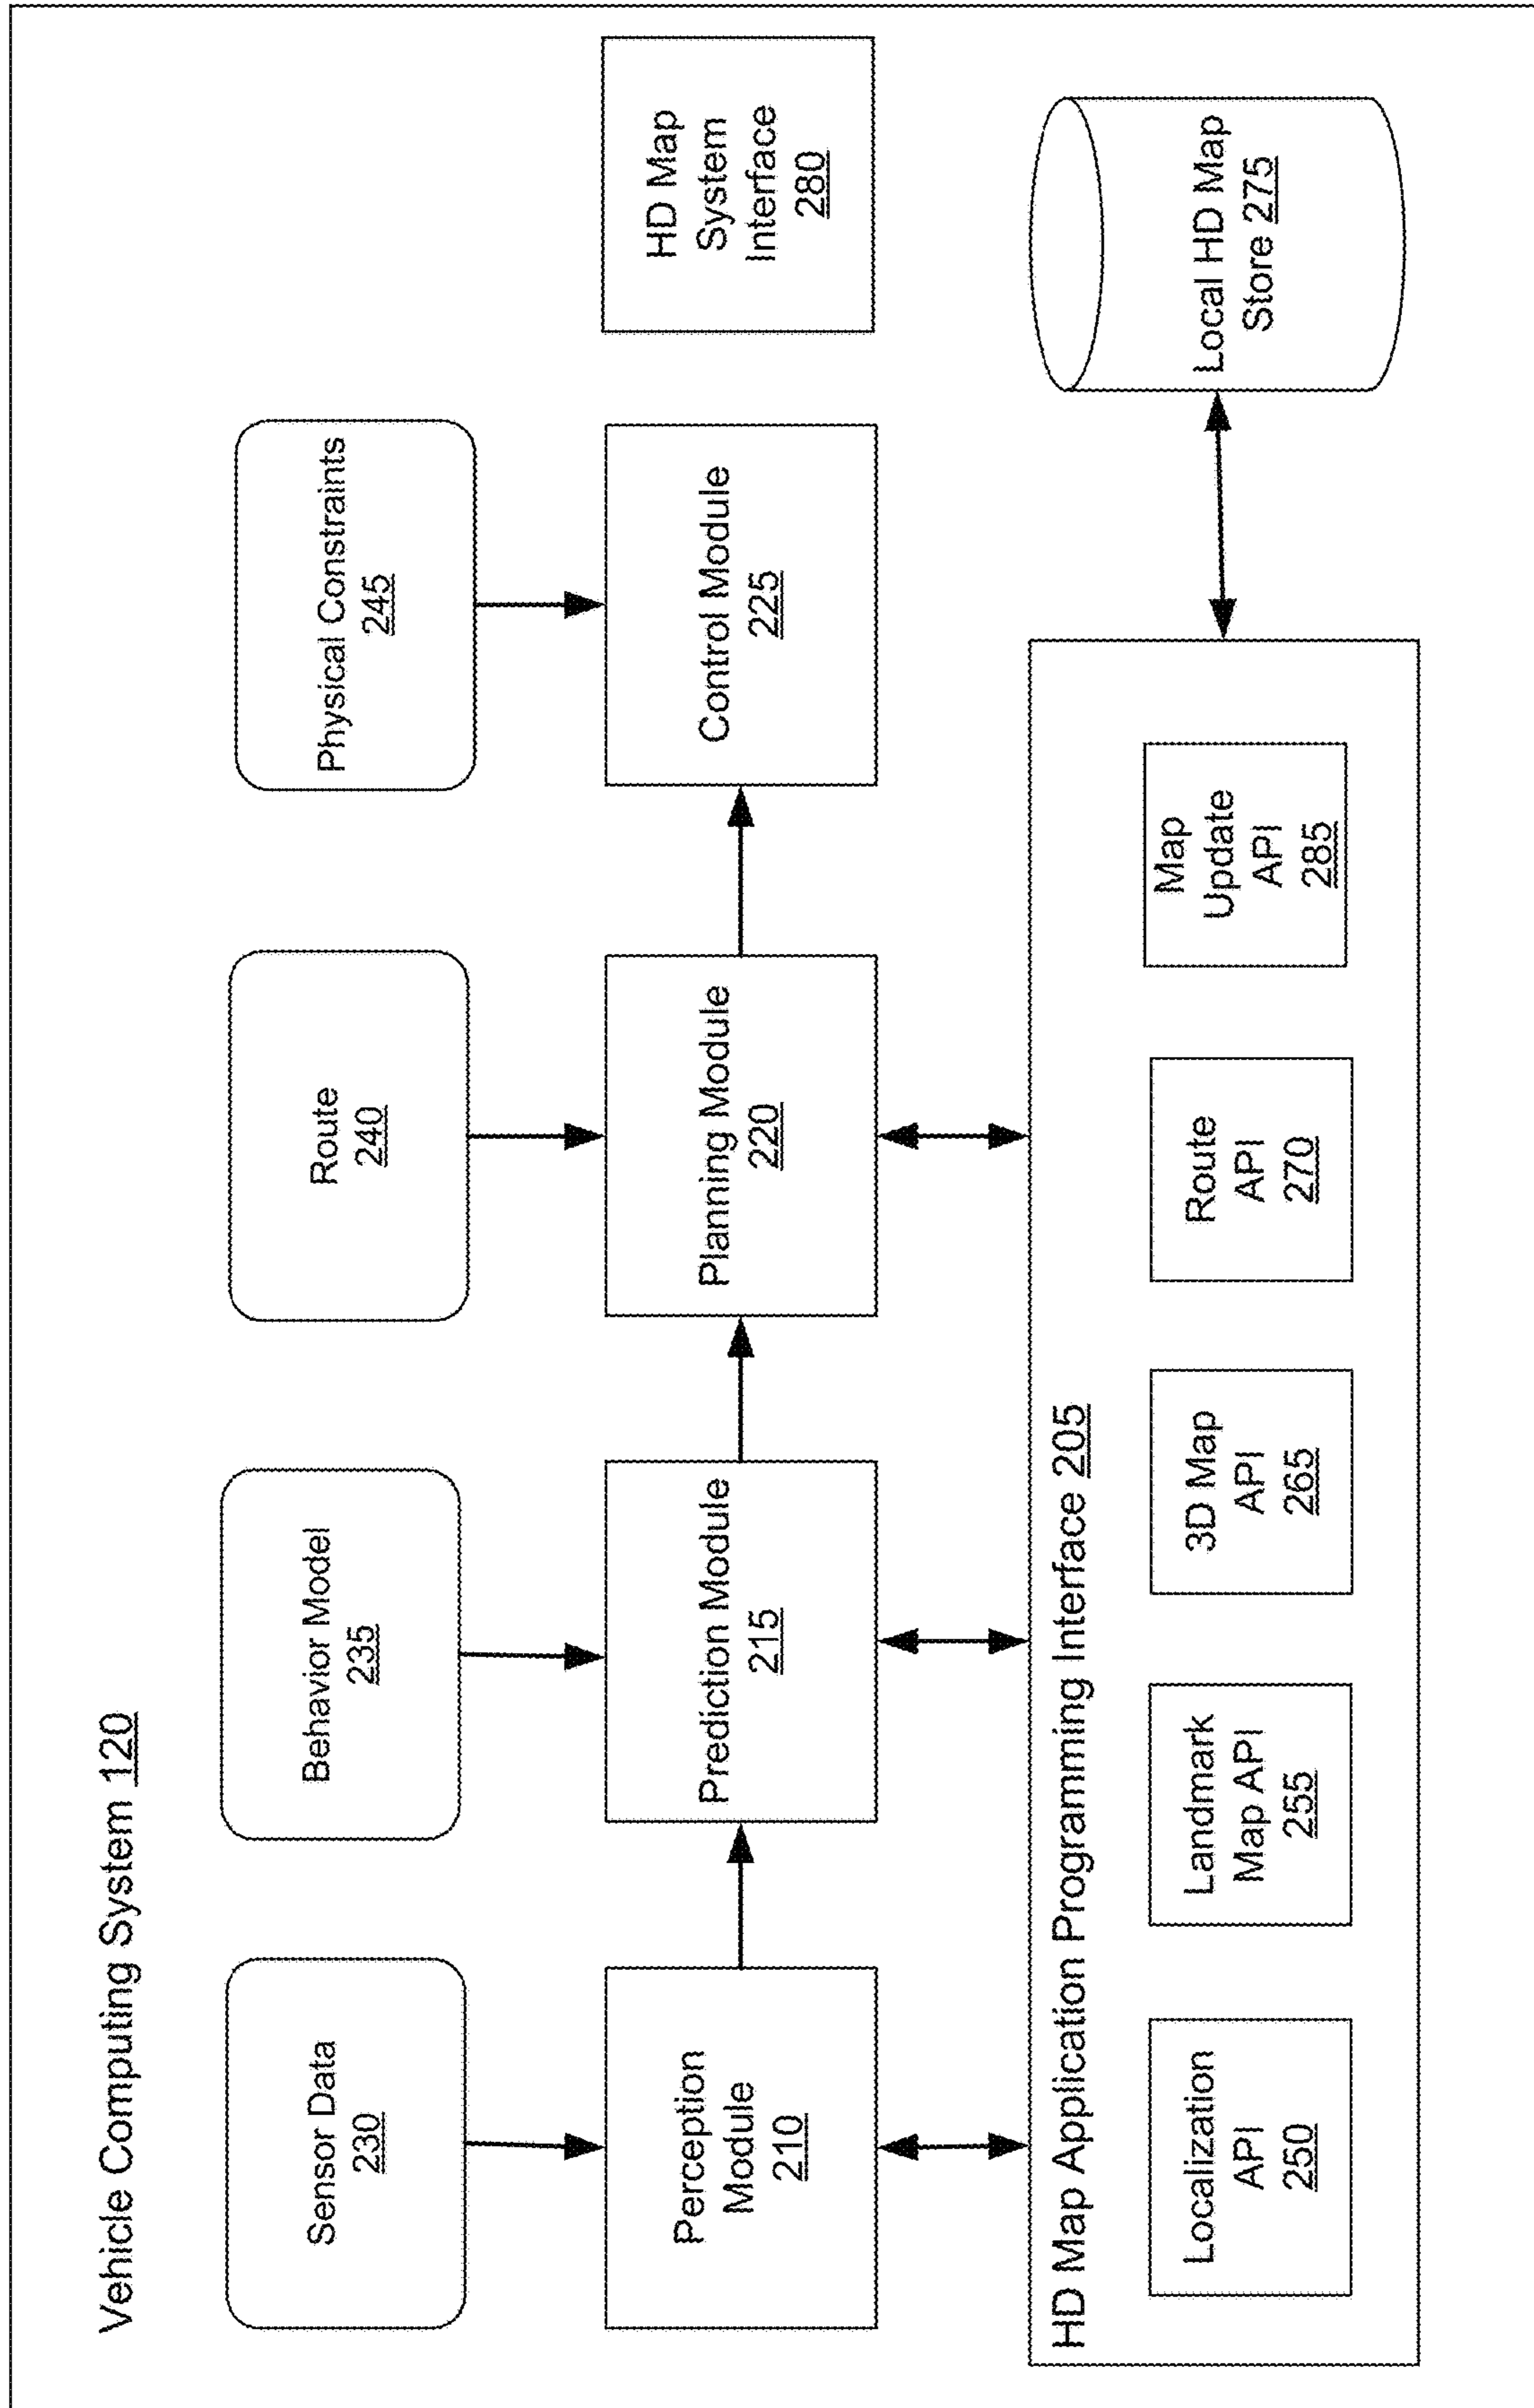 Vehicle Computing System 120
Sensor Data
230
Behavior Model
235
Route
240
Physical Constraints
245
Perception
Module
210
Prediction Module
215
Planning Module
220
Control Module
225
HD Map
System
Interface
280
HD Map Application Programming Interface 205
Localization
API
250
Landmark
Map API
255
3D Map
API
265
Route
API
270
Map
Update
API
285
Local HD Map
Store 275